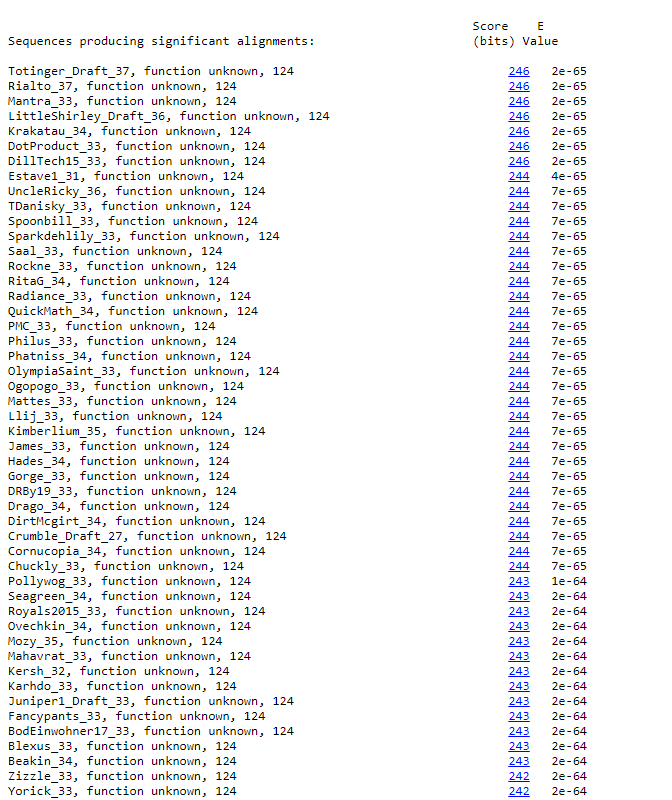 Score E
Sequences producing significant alignments: (bits) Value
Totinger_Draft_37, function unknown, 124 246 2e-65
Rialto_37, function unknown, 124 246 2e-65
Mantra_33, function unknown, 124 246 2e-65
LittleShirley_Draft_36, function unknown, 124 246 2e-65
Krakatau_34, function unknown, 124 246 2e-65
DotProduct_33, function unknown, 124 246 2e-65
DillTech15_33, function unknown, 124 246 2e-65
Estave1_31, function unknown, 124 244 4e-65
UncleRicky_36, function unknown, 124 244 7e-65
TDanisky_33, function unknown, 124 244 7e-65
Spoonbill_33, function unknown, 124 244 7e-65
Sparkdehlily_33, function unknown, 124 244 7e-65
Saal_33, function unknown, 124 244 7e-65
Rockne_33, function unknown, 124 244 7e-65
RitaG_34, function unknown, 124 244 7e-65
Radiance_33, function unknown, 124 244 7e-65
QuickMath_34, function unknown, 124 244 7e-65
PMC_33, function unknown, 124 244 7e-65
Philus_33, function unknown, 124 244 7e-65
Phatniss_34, function unknown, 124 244 7e-65
OlympiaSaint_33, function unknown, 124 244 7e-65
Ogopogo_33, function unknown, 124 244 7e-65
Mattes_33, function unknown, 124 244 7e-65
Llij_33, function unknown, 124 244 7e-65
Kimberlium_35, function unknown, 124 244 7e-65
James_33, function unknown, 124 244 7e-65
Hades_34, function unknown, 124 244 7e-65
Gorge_33, function unknown, 124 244 7e-65
DRBy19_33, function unknown, 124 244 7e-65
Drago_34, function unknown, 124 244 7e-65
DirtMcgirt_34, function unknown, 124 244 7e-65
Crumble_Draft_27, function unknown, 124 244 7e-65
Cornucopia_34, function unknown, 124 244 7e-65
Chuckly_33, function unknown, 124 244 7e-65
Pollywog_33, function unknown, 124 243 1e-64
Seagreen_34, function unknown, 124 243 2e-64
Royals2015_33, function unknown, 124 243 2e-64
Ovechkin_34, function unknown, 124 243 2e-64
Mozy_35, function unknown, 124 243 2e-64
Mahavrat_33, function unknown, 124 243 2e-64
Kersh_32, function unknown, 124 243 2e-64
Karhdo_33, function unknown, 124 243 2e-64
Juniper1_Draft_33, function unknown, 124 243 2e-64
Fancypants_33, function unknown, 124 243 2e-64
BodEinwohner17_33, function unknown, 124 243 2e-64
Blexus_33, function unknown, 124 243 2e-64
Beakin_34, function unknown, 124 243 2e-64
Zizzle_33, function unknown, 124 242 2e-64
Yorick_33, function unknown, 124 242 2e-64